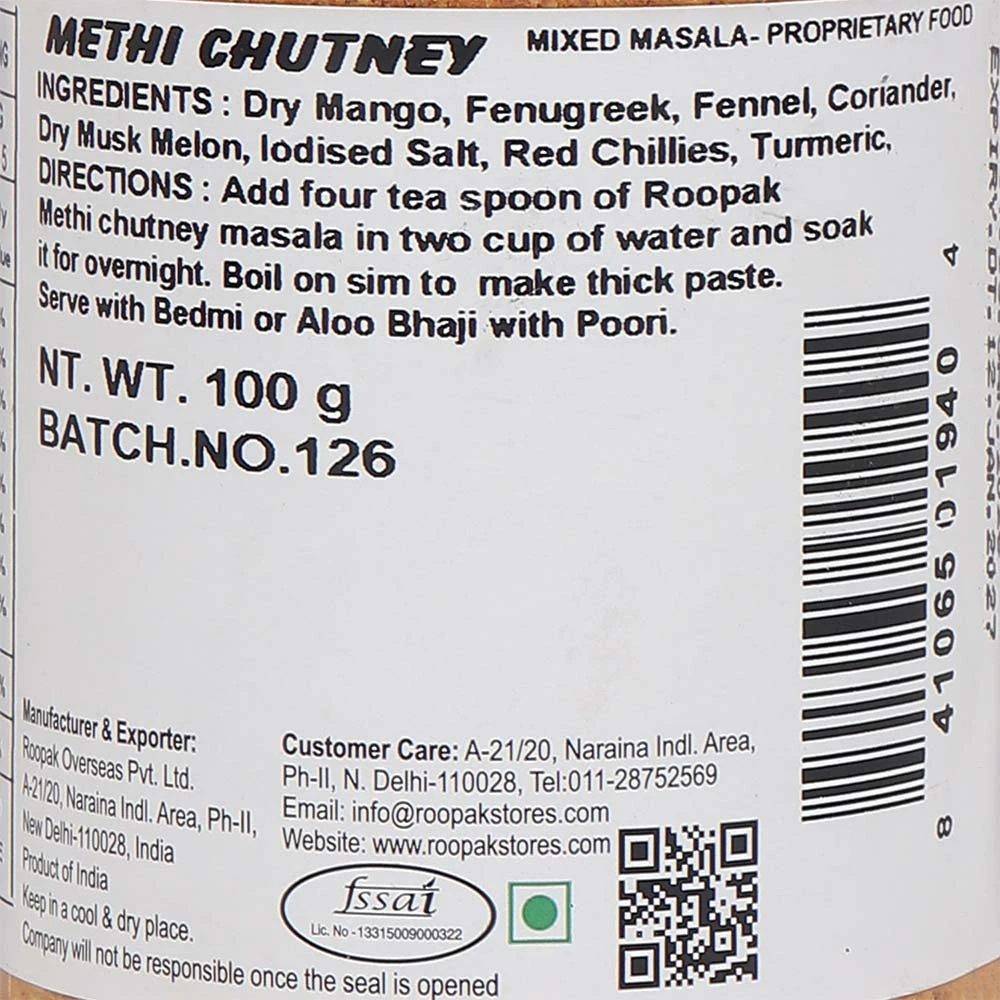 METHI CHUTNEY MIXED MASALA- PROPRIETARY FOOD
INGREDIENTS : Dry Mango, Fenugreek, Fennel, Coriander,
Dry Musk Melon, Iodised Salt, Red Chillies, Turmeric,
DIRECTIONS : Add four tea spoon of Roopak
Methi chutney masala in two cup of water and soak
it for overnight. Boil on sim to make thick paste.
Serve with Bedmi or Aloo Bhaji with Poori.
NT. WT. 100 g
BATCH.NO.126
8 41065 01940 4
EXPIRY.DT.12.JAN.2027
Manufacturer & Exporter:
Roopak Overseas Pvt. Ltd.
A-21/20, Naraina Indl. Area, Ph-II,
New Delhi-110028, India
Product of India
Keep in a cool & dry place.
Company will not be responsible once the seal is opened
Customer Care: A-21/20, Naraina Indl. Area,
Ph-II, N. Delhi-110028, Tel:011-28752569
Email: info@roopakstores.com
Website: www.roopakstores.com
fssai
Lic. No -13315009000322